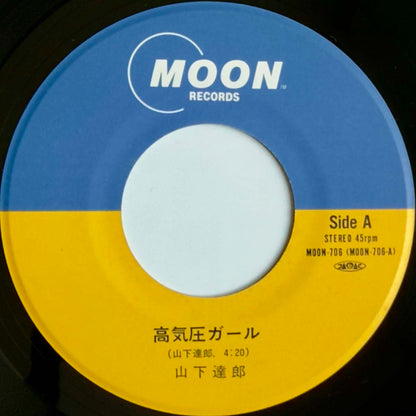 MOON
RECORDS
Side A
STEREO 45rpm
MOON-706 (MOON-706-A)
高気圧ガール
(山下達郎, 4:20)
山下達郎